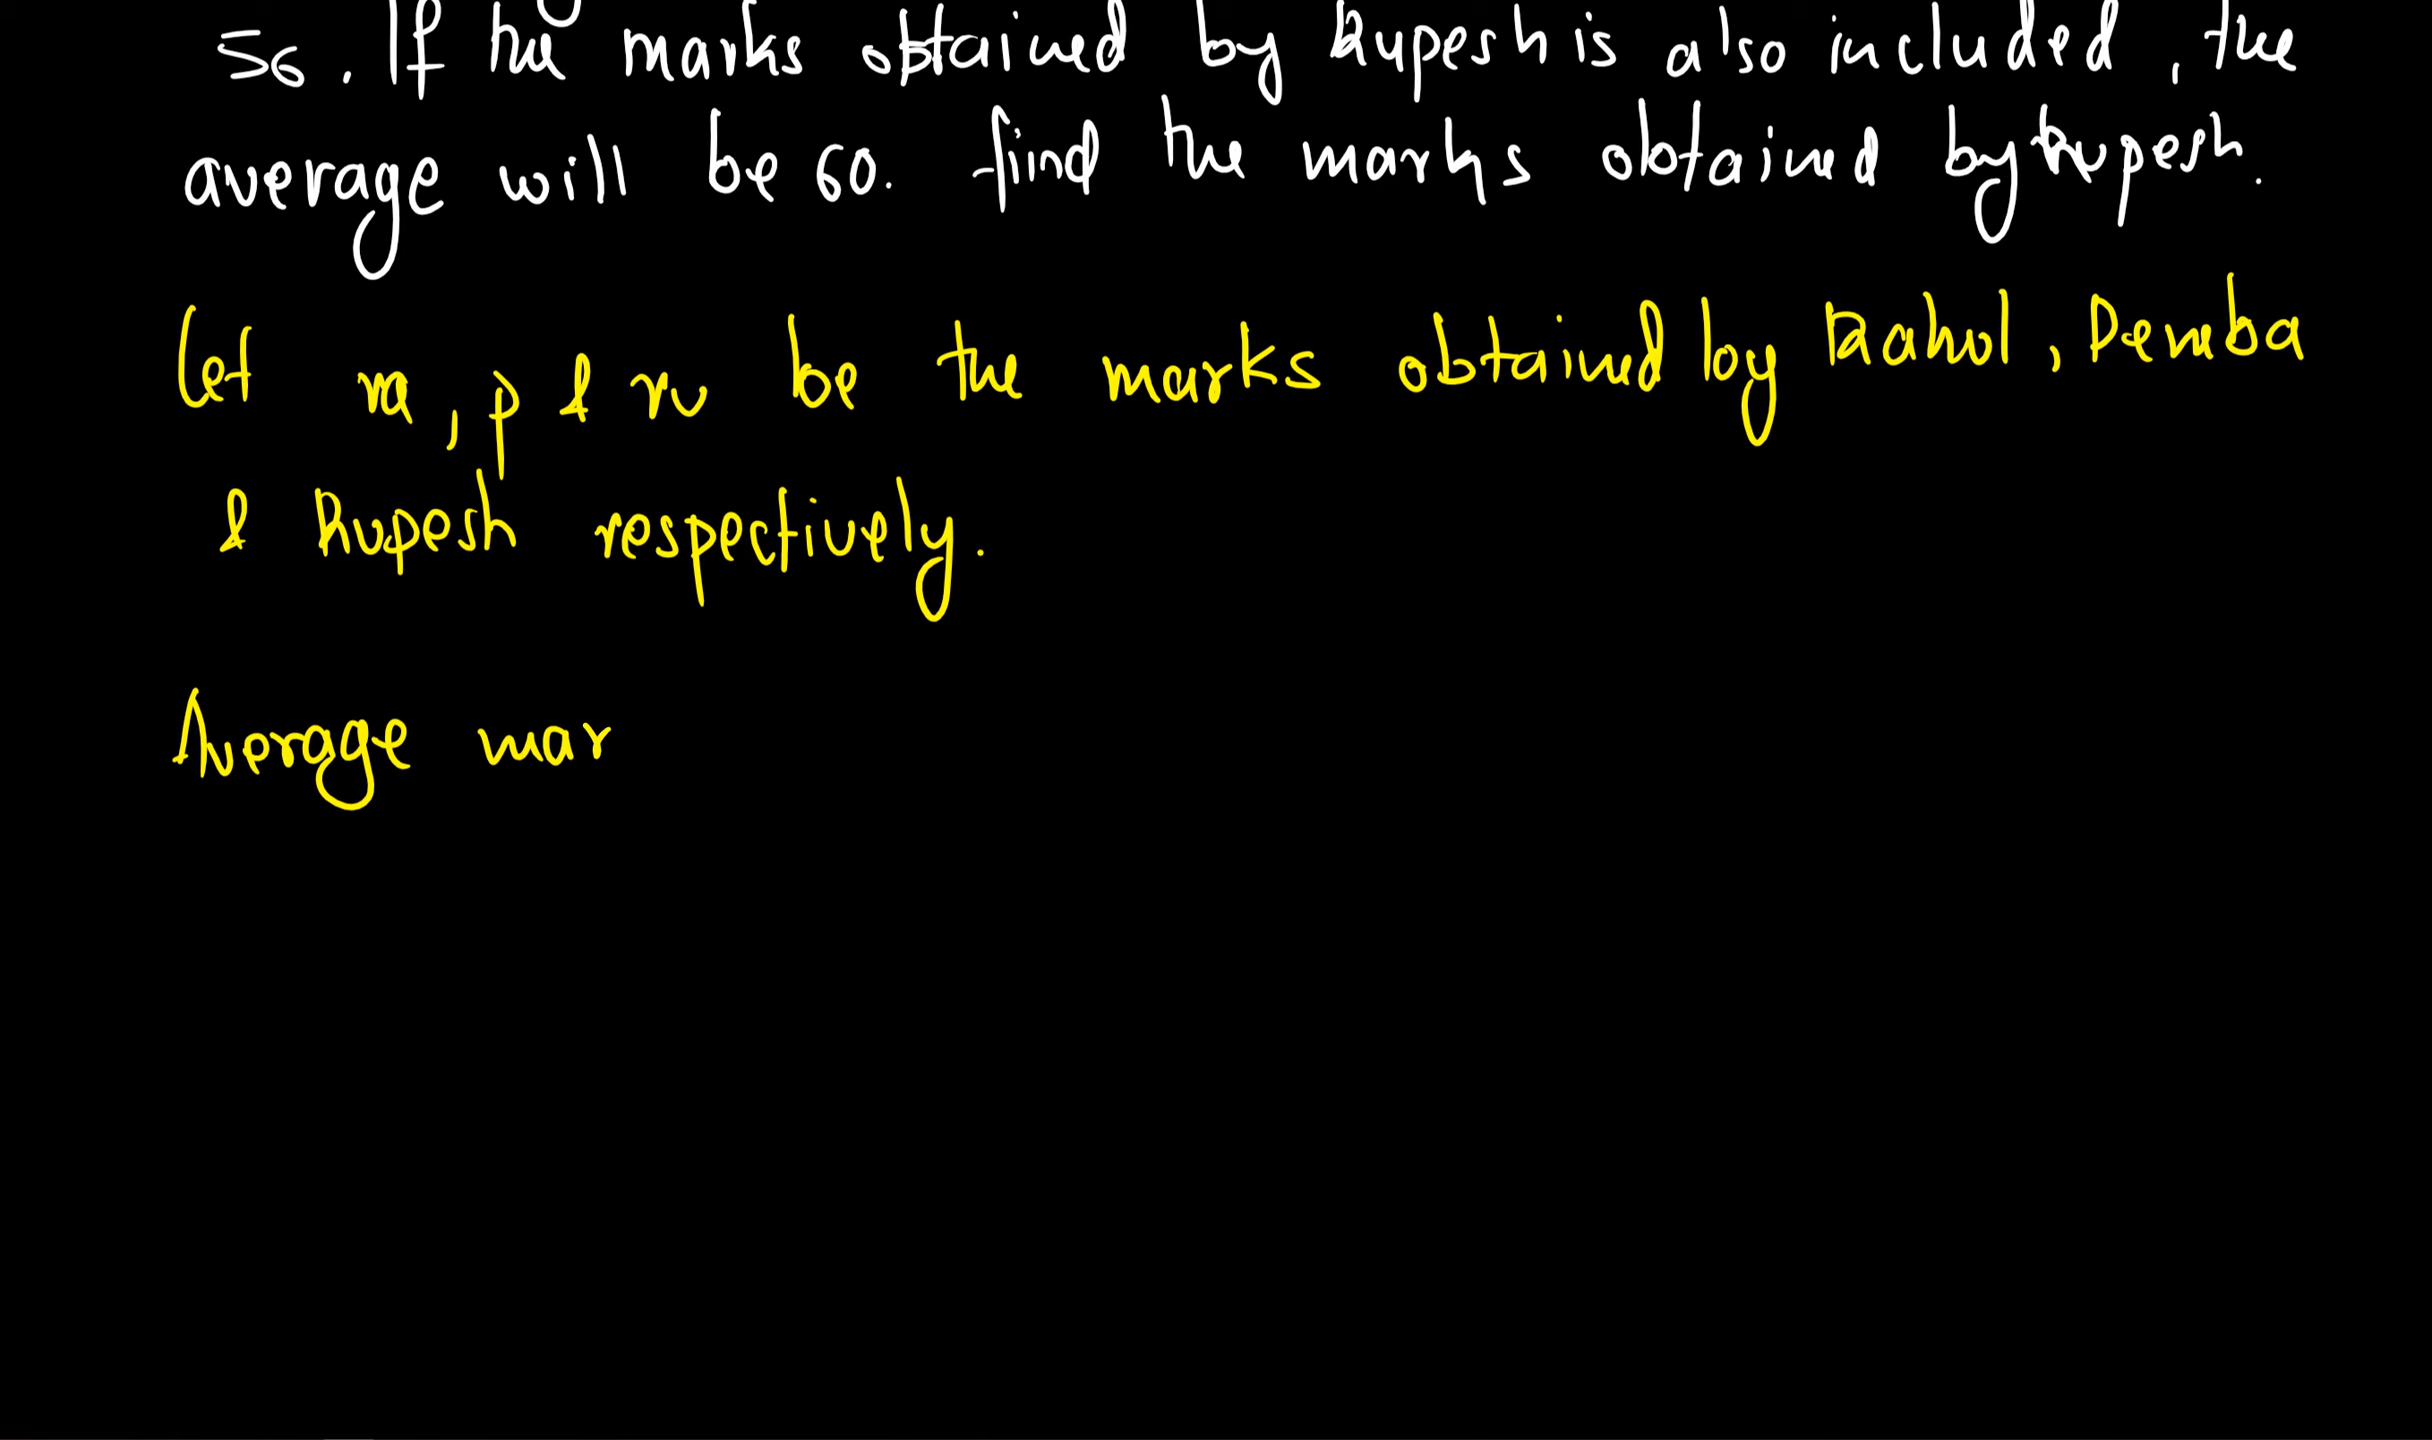 56. If the marks obtained by Rupesh is also included, the
average will be 60. find the marks obtained by Rupesh.
Let ra, p & ru be the marks obtained by Rahul, Pemba
& Rupesh respectively.
Average mar